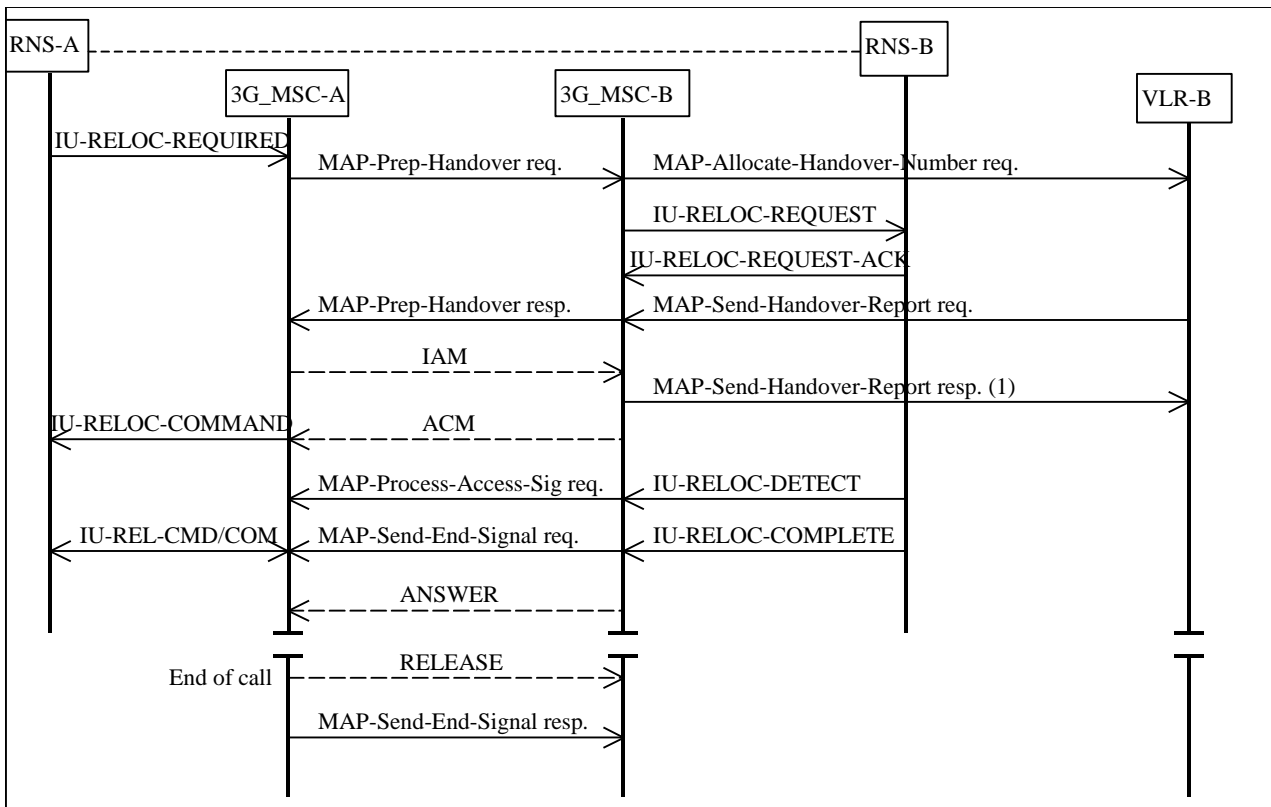 RNS-A
RNS-B
3G_MSC-A
3G_MSC-B
VLR-B
IU-RELOC-REQUIRED
MAP-Prep-Handover req.
MAP-Allocate-Handover-Number req.
IU-RELOC-REQUEST
IU-RELOC-REQUEST-ACK
MAP-Prep-Handover resp.
MAP-Send-Handover-Report req.
IAM
MAP-Send-Handover-Report resp. (1)
IU-RELOC-COMMAND
ACM
MAP-Process-Access-Sig req.
IU-RELOC-DETECT
IU-REL-CMD/COM
MAP-Send-End-Signal req.
IU-RELOC-COMPLETE
ANSWER
RELEASE
End of call
MAP-Send-End-Signal resp.